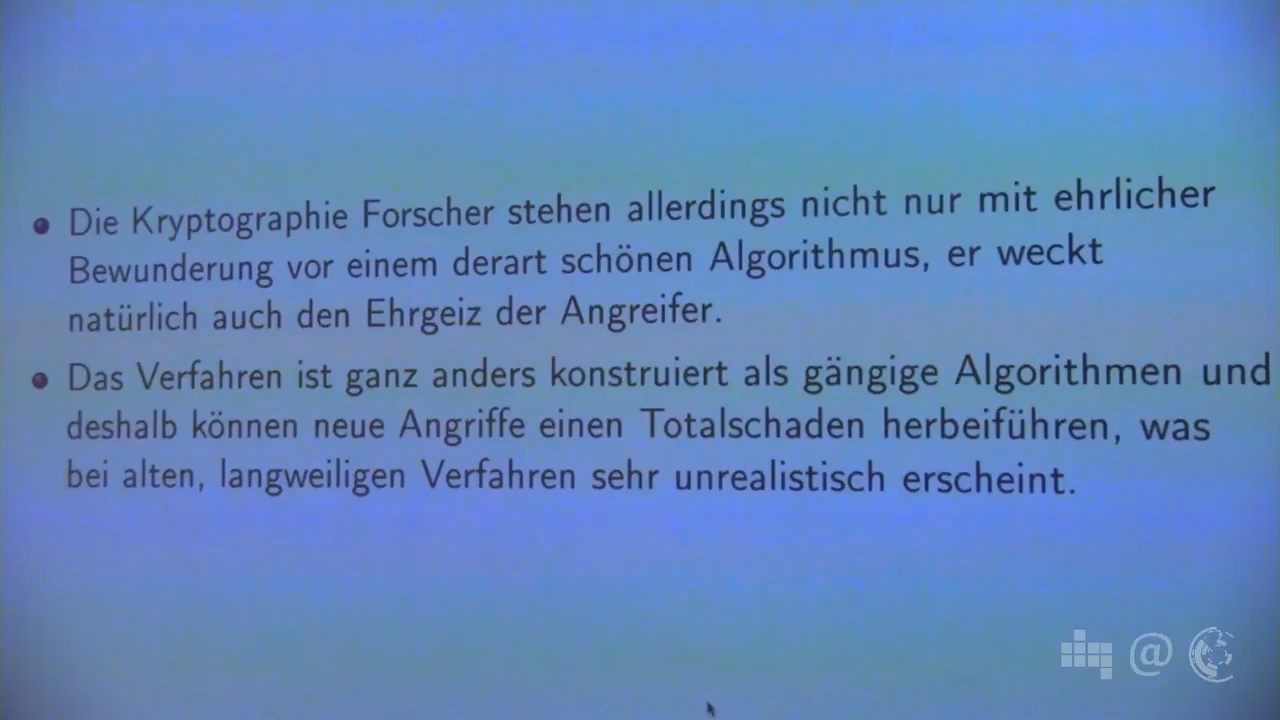 Die Kryptographie Forscher stehen allerdings nicht nur mit ehrlicher
Bewunderung vor einem derart schönen Algorithmus, er weckt
natürlich auch den Ehrgeiz der Angreifer.
Das Verfahren ist ganz anders konstruiert als gängige Algorithmen und
deshalb können neue Angriffe einen Totalschaden herbeiführen, was
bei alten, langweiligen Verfahren sehr unrealistisch erscheint.
@